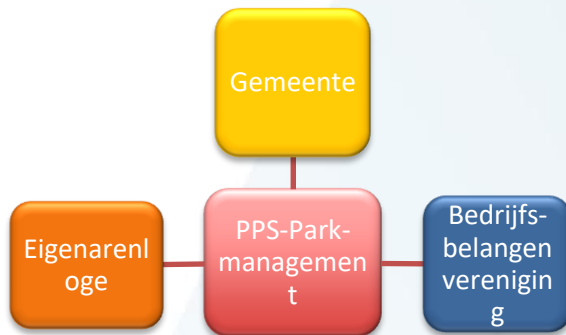 Gemeente
Eigenarenl
oge
PPS-Park-
managemen
t
Bedrijfs-
belangen
verenigin
g